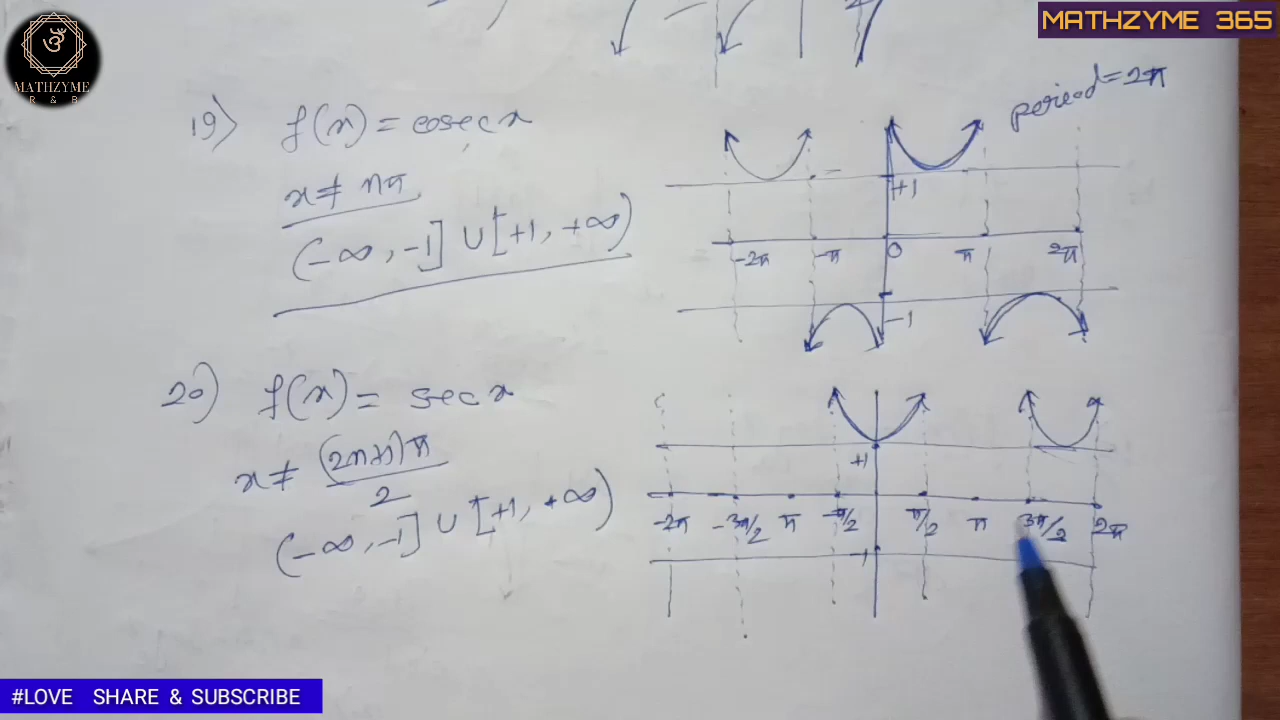 MATHZYME 365
ॐ
MATHZYME
R & B
19) f(x) = cosec x
x ≠ nπ
(-∞, -1] ∪ [+1, +∞)
period = 2π
+1
-2π -π 0 π 2π
-1
20) f(x) = sec x
x ≠ (2n+1)π/2
(-∞, -1] ∪ [+1, +∞)
+1
-2π -3π/2 π -π/2 π/2 π 3π/2 2π
-1
#LOVE SHARE & SUBSCRIBE